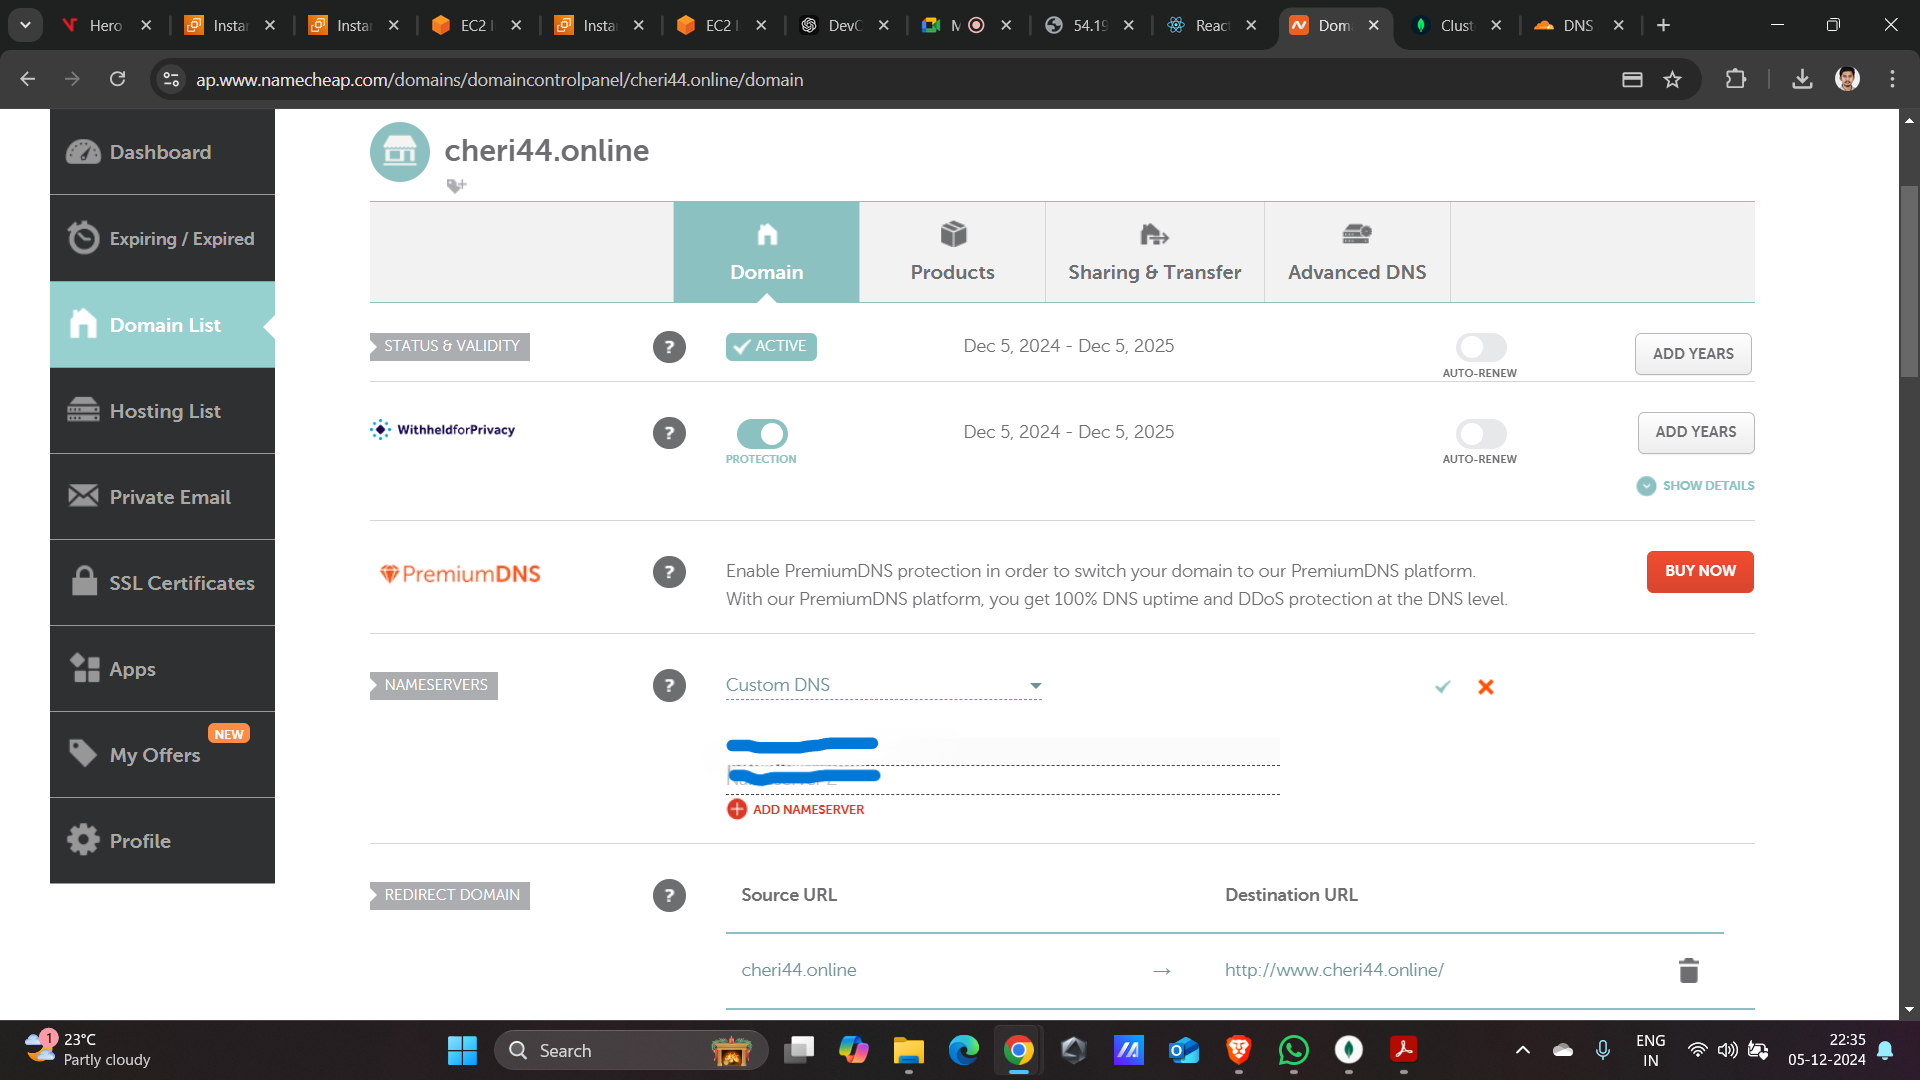 Hero
Instan
Instan
EC2 I
Instan
EC2 I
DevO
M
54.19
React
Dom
Clust
DNS
ap.www.namecheap.com/domains/domaincontrolpanel/cheri44.online/domain
Dashboard
Expiring / Expired
Domain List
Hosting List
Private Email
SSL Certificates
Apps
NEW
My Offers
Profile
cheri44.online
Domain
Products
Sharing & Transfer
Advanced DNS
STATUS & VALIDITY
?
ACTIVE
Dec 5, 2024 - Dec 5, 2025
AUTO-RENEW
ADD YEARS
WithheldforPrivacy
?
PROTECTION
Dec 5, 2024 - Dec 5, 2025
AUTO-RENEW
ADD YEARS
SHOW DETAILS
PremiumDNS
?
Enable PremiumDNS protection in order to switch your domain to our PremiumDNS platform.
With our PremiumDNS platform, you get 100% DNS uptime and DDoS protection at the DNS level.
BUY NOW
NAMESERVERS
?
Custom DNS
ADD NAMESERVER
REDIRECT DOMAIN
?
Source URL
Destination URL
cheri44.online
→
http://www.cheri44.online/
1
23°C
Partly cloudy
Search
ENG
IN
22:35
05-12-2024